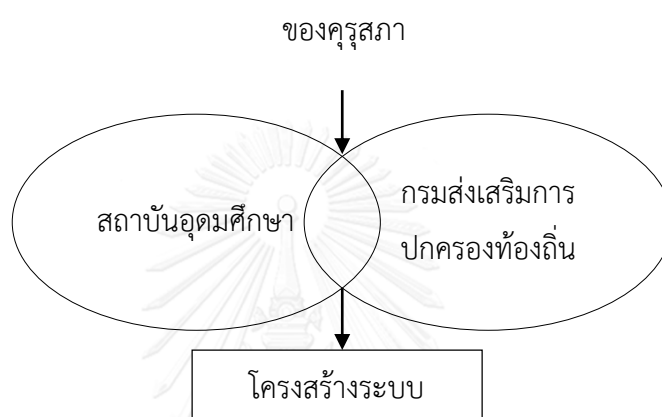 ของคุรุสภา
สถาบันอุดมศึกษา
กรมส่งเสริมการ
ปกครองท้องถิ่น
โครงสร้างระบบ